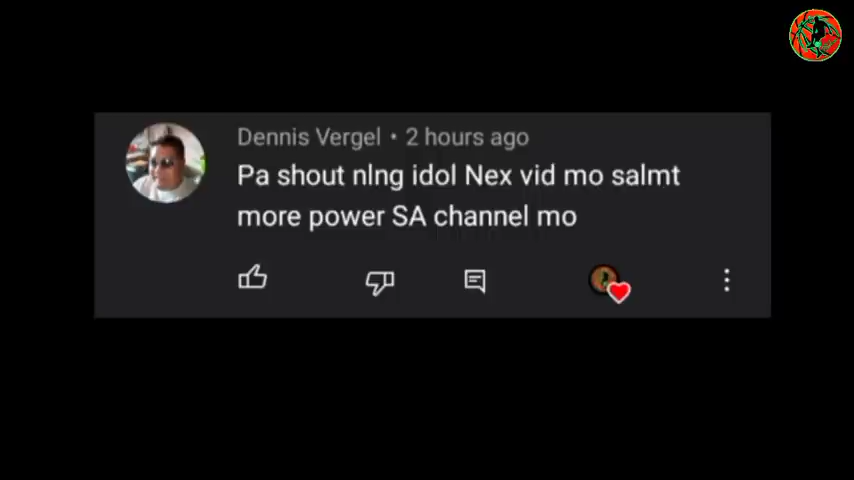 Dennis Vergel • 2 hours ago
Pa shout nlng idol Nex vid mo salmt
more power SA channel mo